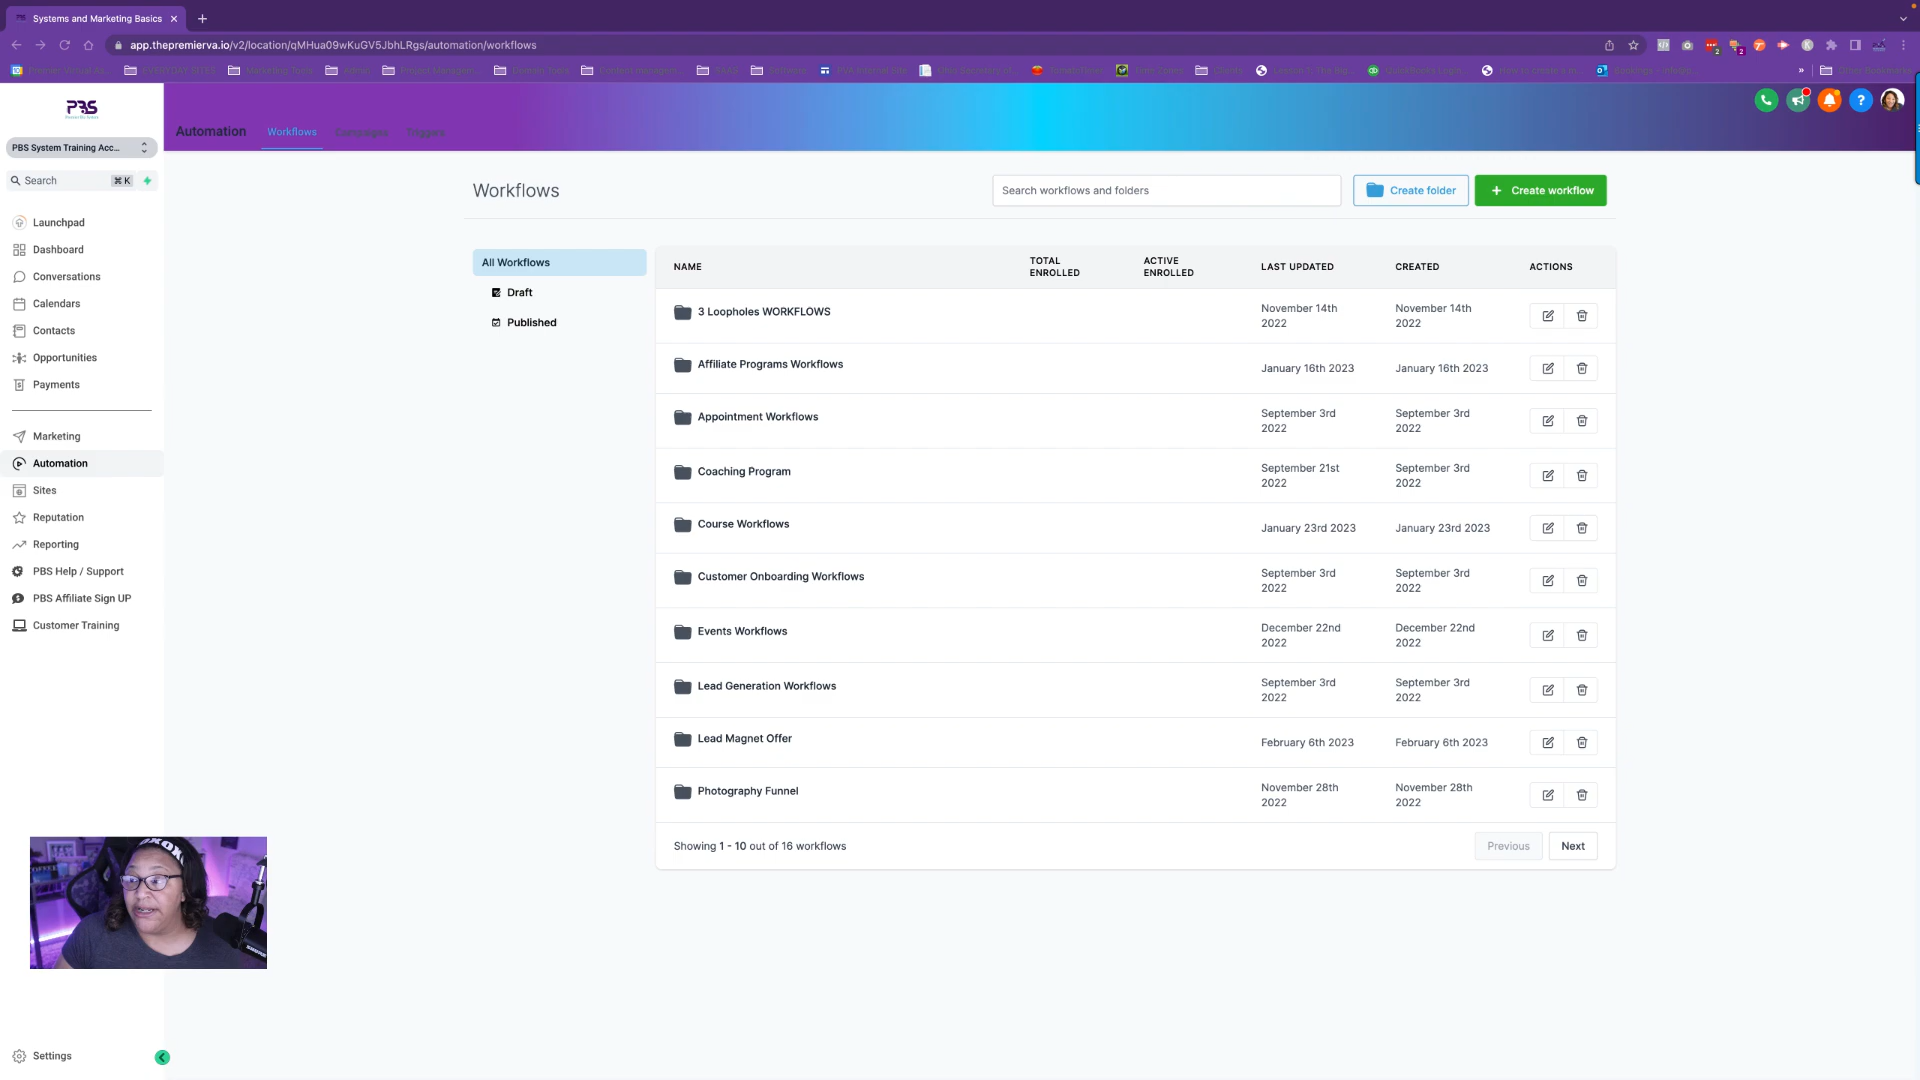 Systems and Marketing Basics
app.thepremierva.io/v2/location/qMHua09wKuGV5JbhLRgs/automation/workflows
PBS
Automation
Workflows
Campaigns
Triggers
PBS System Training Acc...
Search
⌘ K
Launchpad
Dashboard
Conversations
Calendars
Contacts
Opportunities
Payments
Marketing
Automation
Sites
Reputation
Reporting
PBS Help / Support
PBS Affiliate Sign UP
Customer Training
Settings
Workflows
Search workflows and folders
Create folder
+ Create workflow
All Workflows
Draft
Published
NAME TOTAL ENROLLED ACTIVE ENROLLED LAST UPDATED CREATED ACTIONS
3 Loopholes WORKFLOWS November 14th 2022 November 14th 2022
Affiliate Programs Workflows January 16th 2023 January 16th 2023
Appointment Workflows September 3rd 2022 September 3rd 2022
Coaching Program September 21st 2022 September 3rd 2022
Course Workflows January 23rd 2023 January 23rd 2023
Customer Onboarding Workflows September 3rd 2022 September 3rd 2022
Events Workflows December 22nd 2022 December 22nd 2022
Lead Generation Workflows September 3rd 2022 September 3rd 2022
Lead Magnet Offer February 6th 2023 February 6th 2023
Photography Funnel November 28th 2022 November 28th 2022
Showing 1 - 10 out of 16 workflows
Previous
Next